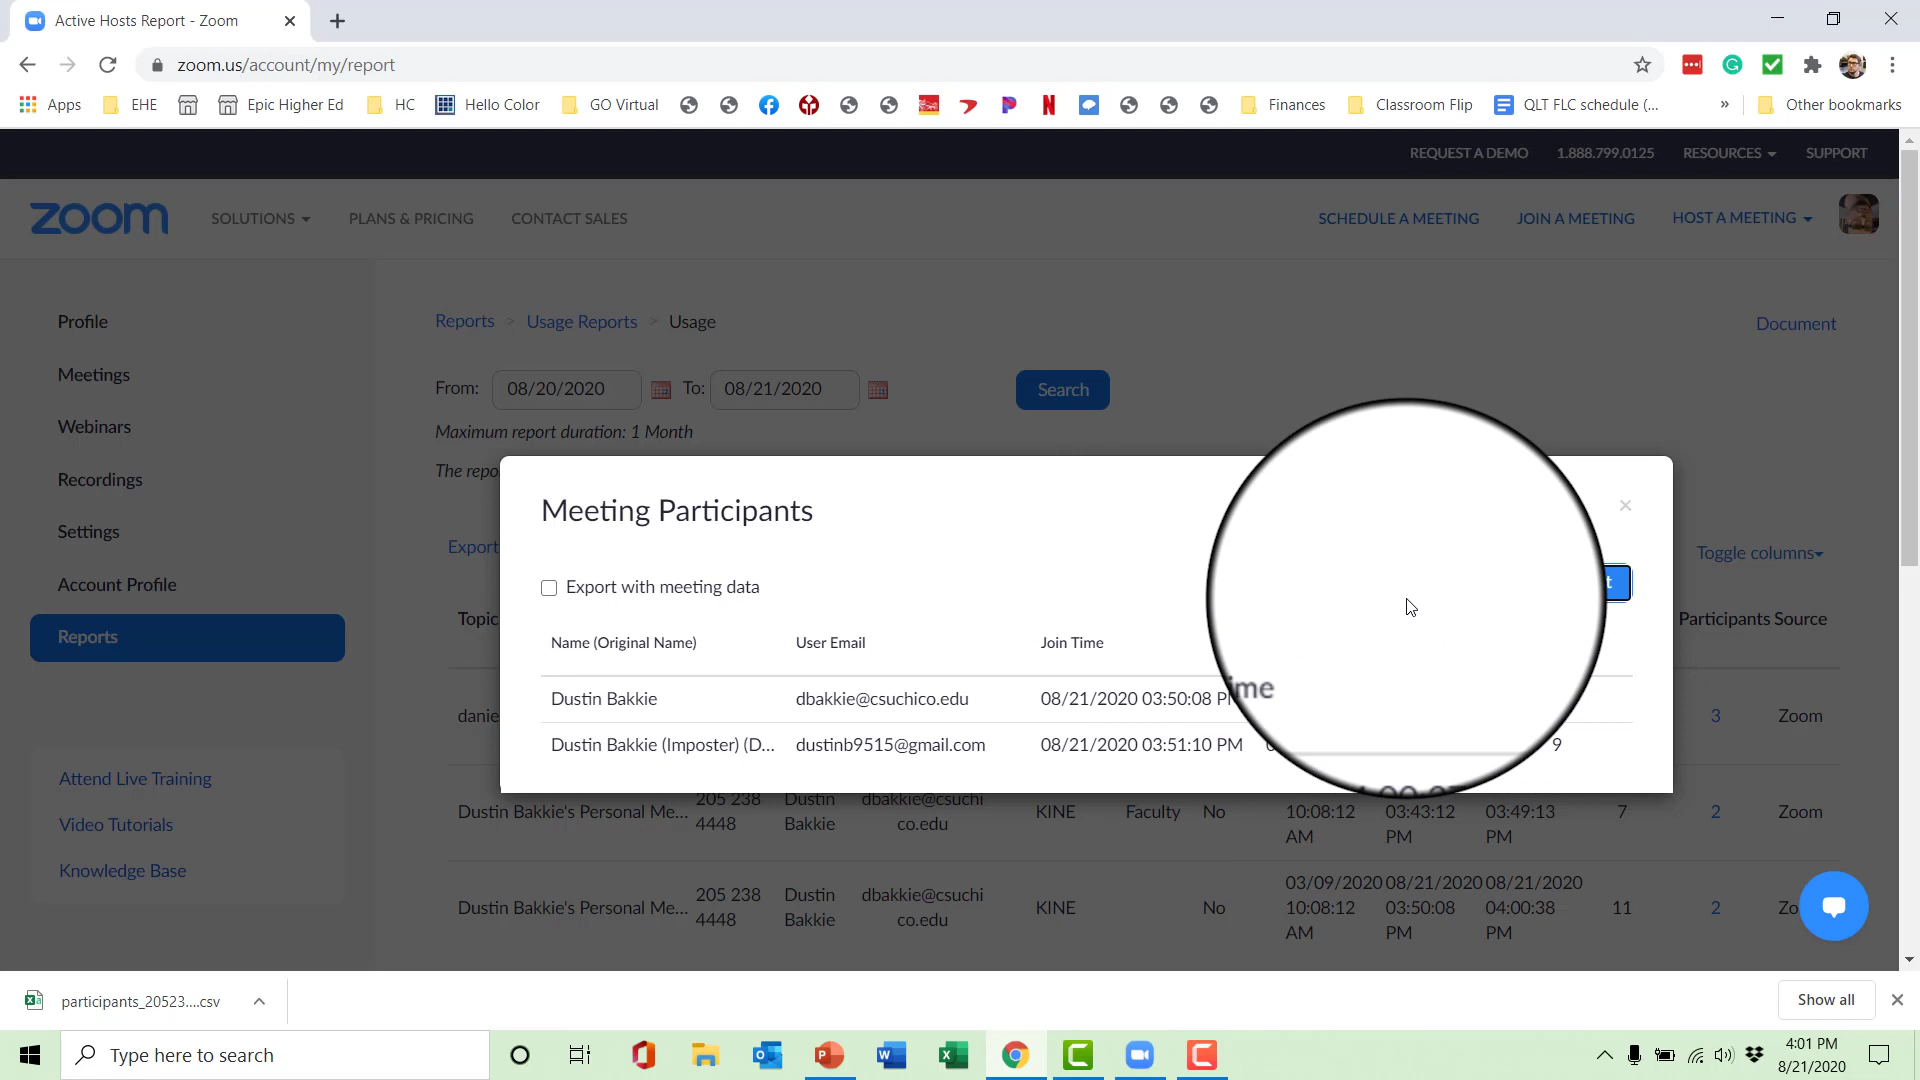 Active Hosts Report - Zoom
zoom.us/account/my/report
Apps EHE Epic Higher Ed HC Hello Color GO Virtual Finances Classroom Flip QLT FLC schedule (... » Other bookmarks
REQUEST A DEMO 1.888.799.0125 RESOURCES SUPPORT
zoom SOLUTIONS PLANS & PRICING CONTACT SALES SCHEDULE A MEETING JOIN A MEETING HOST A MEETING
Profile
Meetings
Webinars
Recordings
Settings
Account Profile
Reports
Attend Live Training
Video Tutorials
Knowledge Base
Reports > Usage Reports > Usage
Document
From: 08/20/2020 To: 08/21/2020 Search
Maximum report duration: 1 Month
The repo
Export
Toggle columns
Topic
Participants Source
danie
3 Zoom
Meeting Participants
Export with meeting data
Name (Original Name) User Email Join Time
ime
Dustin Bakkie dbakkie@csuchico.edu 08/21/2020 03:50:08 PM
Dustin Bakkie (Imposter) (D... dustinb9515@gmail.com 08/21/2020 03:51:10 PM 9
Dustin Bakkie's Personal Me... 205 238 4448 Dustin Bakkie dbakkie@csuchi co.edu KINE Faculty No 10:08:12 AM 03:43:12 PM 03:49:13 PM 7 2 Zoom
Dustin Bakkie's Personal Me... 205 238 4448 Dustin Bakkie dbakkie@csuchi co.edu KINE No 03/09/2020 10:08:12 AM 08/21/2020 03:50:08 PM 08/21/2020 04:00:38 PM 11 2 Zo
participants_20523....csv
Show all
Type here to search
4:01 PM
8/21/2020